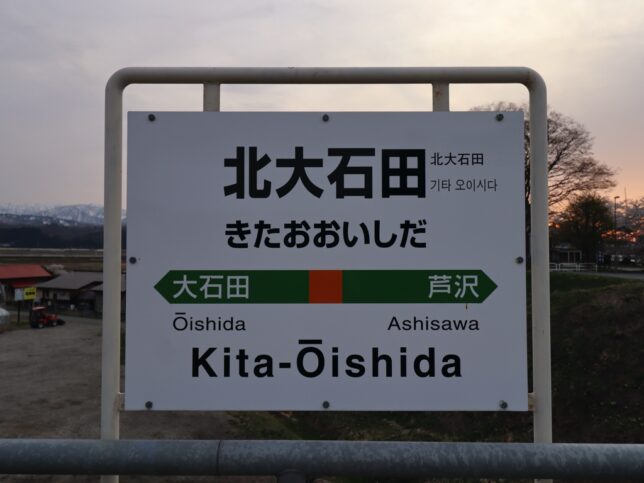 北大石田
北大石田
기타 오이시다
きたおおいしだ
大石田 芦沢
Ōishida Ashisawa
Kita-Ōishida